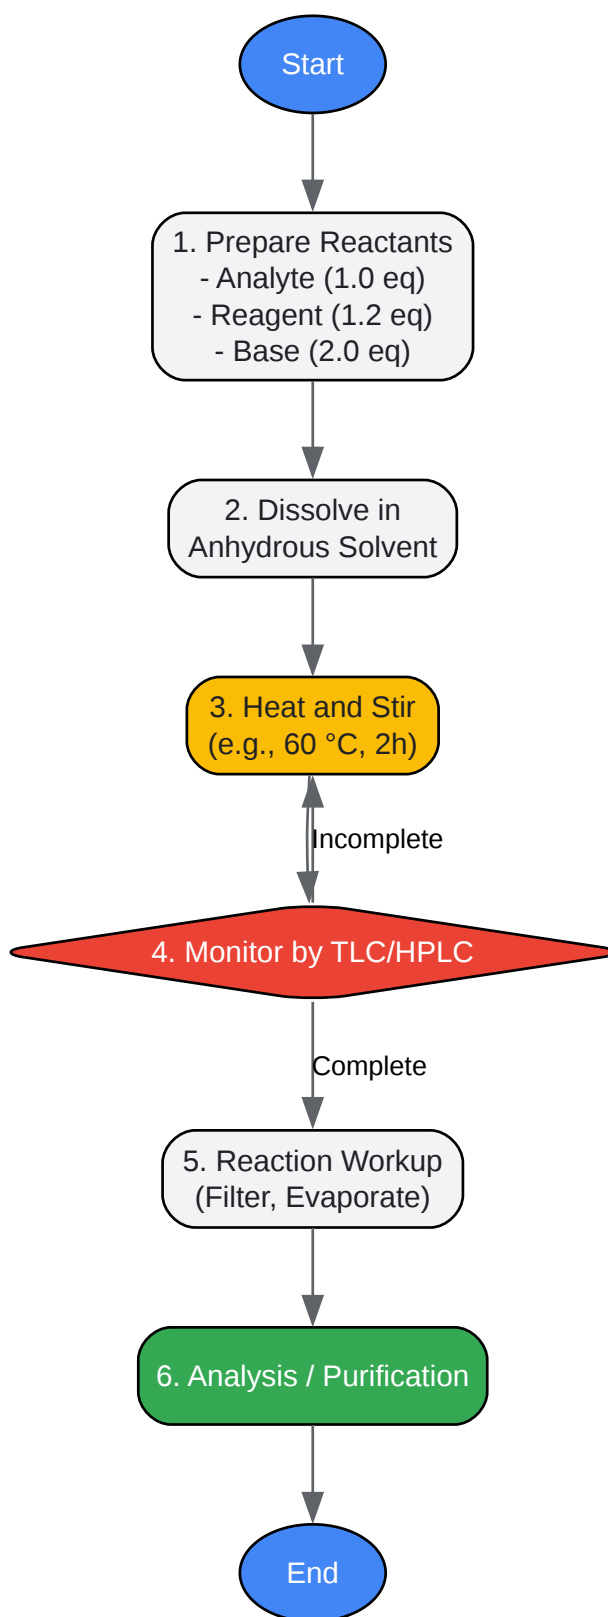 Start
1. Prepare Reactants
- Analyte (1.0 eq)
- Reagent (1.2 eq)
- Base (2.0 eq)
2. Dissolve in
Anhydrous Solvent
3. Heat and Stir
(e.g., 60 °C, 2h)
Incomplete
4. Monitor by TLC/HPLC
Complete
5. Reaction Workup
(Filter, Evaporate)
6. Analysis / Purification
End